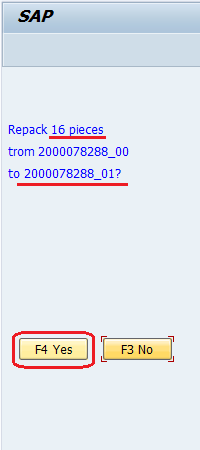 SAP
Repack 16 pieces
from 2000078288_00
to 2000078288_01?
F4 Yes
F3 No